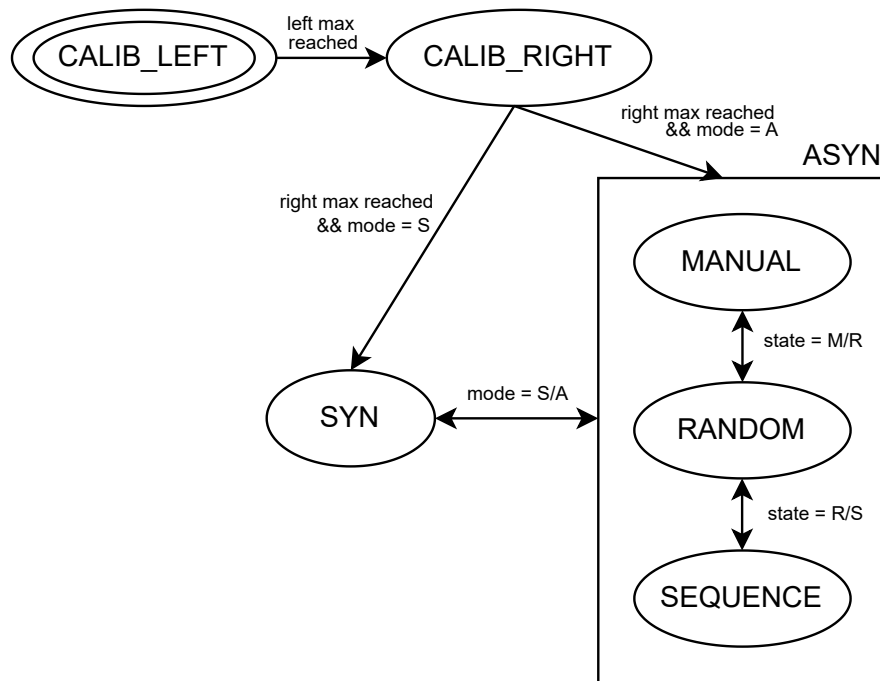 CALIB_LEFT
left max
reached
CALIB_RIGHT
right max reached
&& mode = A
ASYN
right max reached
&& mode = S
MANUAL
state = M/R
SYN
mode = S/A
RANDOM
state = R/S
SEQUENCE